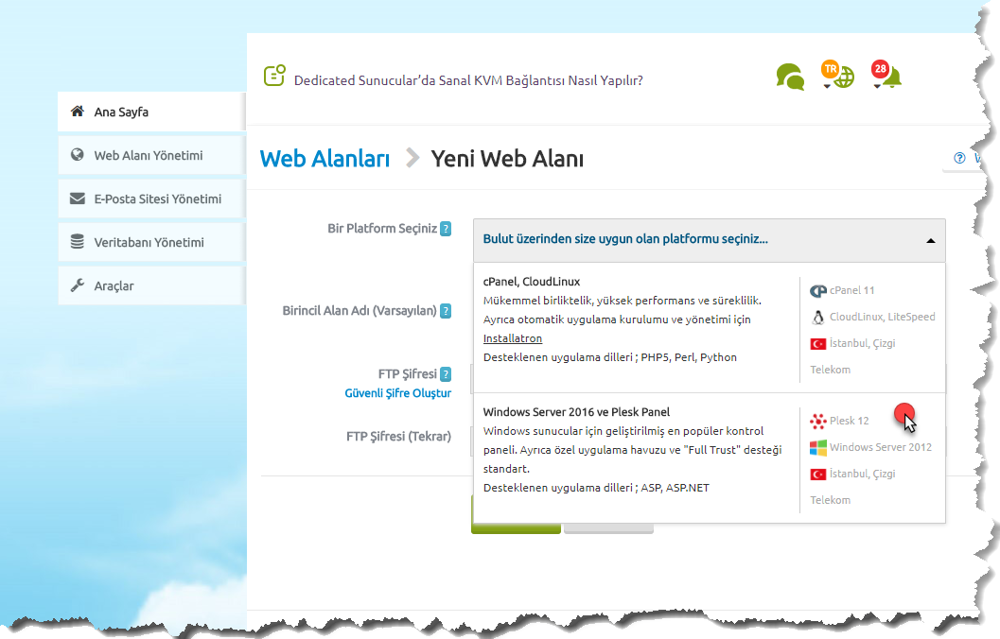 Dedicated Sunucular’da Sanal KVM Bağlantısı Nasıl Yapılır?
TR
28
Ana Sayfa
Web Alanı Yönetimi
E-Posta Sitesi Yönetimi
Veritabanı Yönetimi
Araçlar
Web Alanları
Yeni Web Alanı
?
Bir Platform Seçiniz ?
Bulut üzerinden size uygun olan platformu seçiniz...
cPanel, CloudLinux
Mükemmel birliktelik, yüksek performans ve süreklilik.
Ayrıca otomatik uygulama kurulumu ve yönetimi için
Installatron
Desteklenen uygulama dilleri ; PHP5, Perl, Python
cPanel 11
CloudLinux, LiteSpeed
İstanbul, Çizgi
Telekom
Birincil Alan Adı (Varsayılan) ?
FTP Şifresi ?
Güvenli Şifre Oluştur
FTP Şifresi (Tekrar)
Windows Server 2016 ve Plesk Panel
Windows sunucular için geliştirilmiş en popüler kontrol
paneli. Ayrıca özel uygulama havuzu ve "Full Trust" desteği
standart.
Desteklenen uygulama dilleri ; ASP, ASP.NET
Plesk 12
Windows Server 2012
İstanbul, Çizgi
Telekom